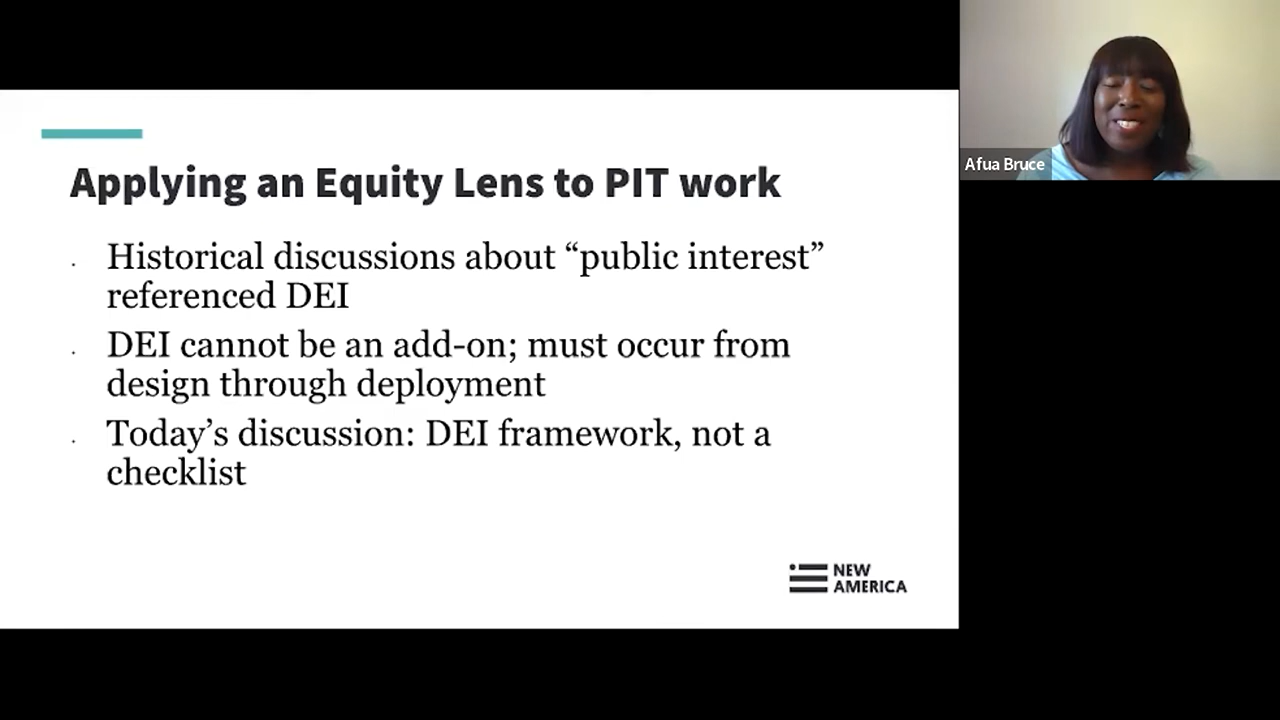 Applying an Equity Lens to PIT work
· Historical discussions about “public interest”
referenced DEI
· DEI cannot be an add-on; must occur from
design through deployment
· Today’s discussion: DEI framework, not a
checklist
NEW
AMERICA
Afua Bruce